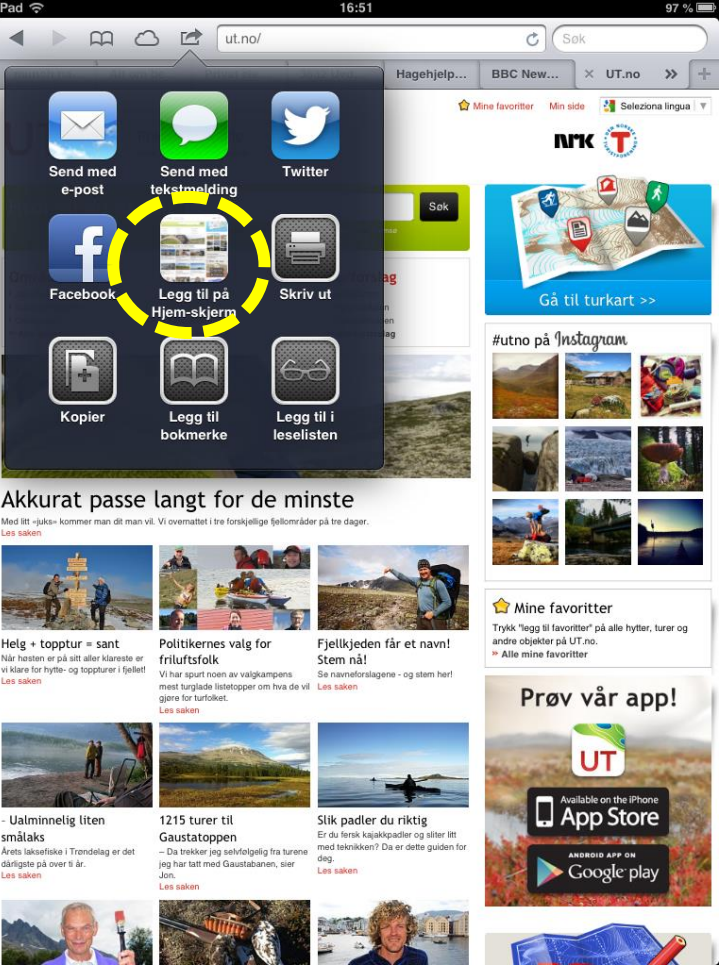 Pad
16:51
97 %
ut.no/
Søk
Hagehjelp...
BBC New...
UT.no
Mine favoritter
Min side
Seleziona lingua
NRK
T
Send med
e-post
Send med
tekstmelding
Twitter
Facebook
Legg til på
Hjem-skjerm
Skriv ut
Kopier
Legg til
bokmerke
Legg til i
leselisten
Søk
Gå til turkart >>
#utno på Instagram
Akkurat passe langt for de minste
Med litt «juks» kommer man dit man vil. Vi overnattet i tre forskjellige fjellområder på tre dager.
Les saken
Helg + topptur = sant
Når høsten er på sitt aller klareste er
vi klare for hytte- og toppturer i fjellet!
Les saken
Politikernes valg for
friluftsfolk
Vi har spurt noen av valgkampens
mest turglade listetopper om hva de vil
gjøre for turfolket.
Les saken
Fjellkjeden får et navn!
Stem nå!
Se navneforslagene - og stem her!
Les saken
Mine favoritter
Trykk "legg til favoritter" på alle hytter, turer og
andre objekter på UT.no.
» Alle mine favoritter
Prøv vår app!
UT
Available on the iPhone
App Store
ANDROID APP ON
Google play
- Ualminnelig liten
smålaks
Årets laksefiske i Trøndelag er det
dårligste på over ti år.
Les saken
1215 turer til
Gaustatoppen
– Da trekker jeg selvfølgelig fra turene
jeg har tatt med Gaustabanen, sier
Jon.
Les saken
Slik padler du riktig
Er du fersk kajakkpadler og sliter litt
med teknikken? Da er dette guiden for
deg.
Les saken